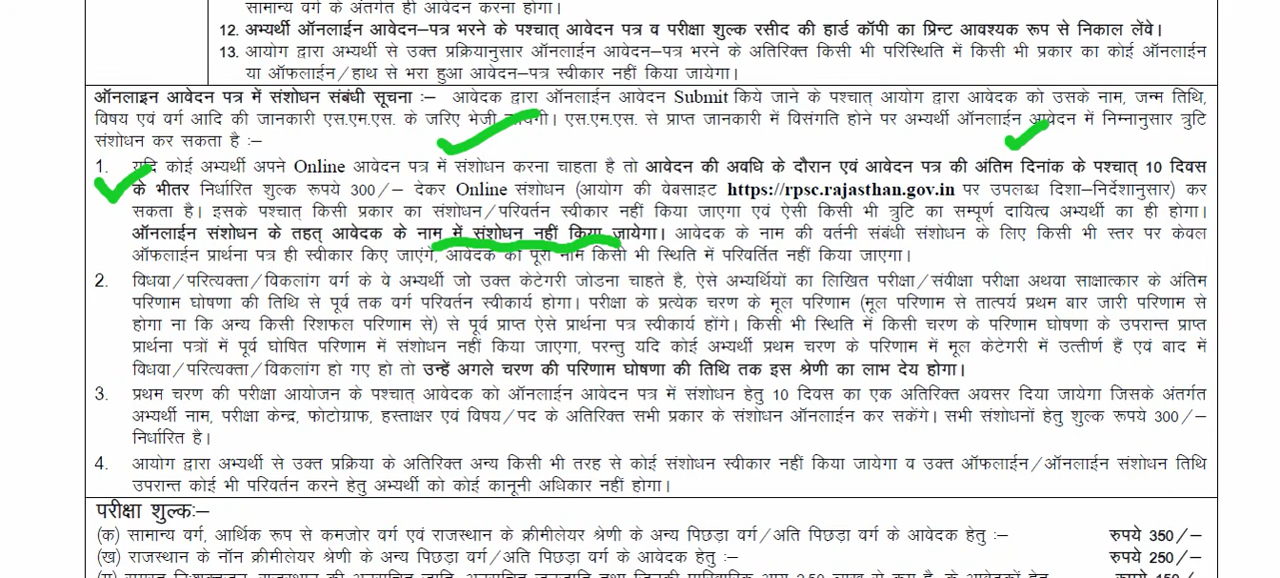 सामान्य वर्ग के अंतर्गत ही आवेदन करना होगा।
12. अभ्यर्थी ऑनलाईन आवेदन–पत्र भरने के पश्चात् आवेदन पत्र व परीक्षा शुल्क रसीद की हार्ड कॉपी का प्रिन्ट आवश्यक रूप से निकाल लेंवे।
13. आयोग द्वारा अभ्यर्थी से उक्त प्रक्रियानुसार ऑनलाईन आवेदन–पत्र भरने के अतिरिक्त किसी भी परिस्थिति में किसी भी प्रकार का कोई ऑनलाईन
या ऑफलाईन/हाथ से भरा हुआ आवेदन–पत्र स्वीकार नहीं किया जायेगा।
ऑनलाइन आवेदन पत्र में संशोधन संबंधी सूचना :– आवेदक द्वारा ऑनलाईन आवेदन Submit किये जाने के पश्चात् आयोग द्वारा आवेदक को उसके नाम, जन्म तिथि,
विषय एवं वर्ग आदि की जानकारी एस.एम.एस. के जरिए भेजी जायेगी। एस.एम.एस. से प्राप्त जानकारी में विसंगति होने पर अभ्यर्थी ऑनलाईन आवेदन में निम्नानुसार त्रुटि
संशोधन कर सकता है :–
1. यदि कोई अभ्यर्थी अपने Online आवेदन पत्र में संशोधन करना चाहता है तो आवेदन की अवधि के दौरान एवं आवेदन पत्र की अंतिम दिनांक के पश्चात् 10 दिवस
के भीतर निर्धारित शुल्क रूपये 300/– देकर Online संशोधन (आयोग की वेबसाइट https://rpsc.rajasthan.gov.in पर उपलब्ध दिशा–निर्देशानुसार) कर
सकता है। इसके पश्चात् किसी प्रकार का संशोधन/परिवर्तन स्वीकार नहीं किया जाएगा एवं ऐसी किसी भी त्रुटि का सम्पूर्ण दायित्व अभ्यर्थी का ही होगा।
ऑनलाईन संशोधन के तहत् आवेदक के नाम में संशोधन नहीं किया जायेगा। आवेदक के नाम की वर्तनी संबंधी संशोधन के लिए किसी भी स्तर पर केवल
ऑफलाईन प्रार्थना पत्र ही स्वीकार किए जाएंगे, आवेदक का पूरा नाम किसी भी स्थिति में परिवर्तित नहीं किया जाएगा।
2. विधवा/परित्यक्ता/विकलांग वर्ग के वे अभ्यर्थी जो उक्त केटेगरी जोडना चाहते है, ऐसे अभ्यर्थियों का लिखित परीक्षा/संवीक्षा परीक्षा अथवा साक्षात्कार के अंतिम
परिणाम घोषणा की तिथि से पूर्व तक वर्ग परिवर्तन स्वीकार्य होगा। परीक्षा के प्रत्येक चरण के मूल परिणाम (मूल परिणाम से तात्पर्य प्रथम बार जारी परिणाम से
होगा ना कि अन्य किसी रिशफल परिणाम से) से पूर्व प्राप्त ऐसे प्रार्थना पत्र स्वीकार्य होंगे। किसी भी स्थिति में किसी चरण के परिणाम घोषणा के उपरान्त प्राप्त
प्रार्थना पत्रों में पूर्व घोषित परिणाम में संशोधन नहीं किया जाएगा, परन्तु यदि कोई अभ्यर्थी प्रथम चरण के परिणाम में मूल केटेगरी में उत्तीर्ण हैं एवं बाद में
विधवा/परित्यक्ता/विकलांग हो गए हो तो उन्हें अगले चरण की परिणाम घोषणा की तिथि तक इस श्रेणी का लाभ देय होगा।
3. प्रथम चरण की परीक्षा आयोजन के पश्चात् आवेदक को ऑनलाईन आवेदन पत्र में संशोधन हेतु 10 दिवस का एक अतिरिक्त अवसर दिया जायेगा जिसके अंतर्गत
अभ्यर्थी नाम, परीक्षा केन्द्र, फोटोग्राफ, हस्ताक्षर एवं विषय/पद के अतिरिक्त सभी प्रकार के संशोधन ऑनलाईन कर सकेंगे। सभी संशोधनों हेतु शुल्क रूपये 300/–
निर्धारित है।
4. आयोग द्वारा अभ्यर्थी से उक्त प्रक्रिया के अतिरिक्त अन्य किसी भी तरह से कोई संशोधन स्वीकार नहीं किया जायेगा व उक्त ऑफलाईन/ऑनलाईन संशोधन तिथि
उपरान्त कोई भी परिवर्तन करने हेतु अभ्यर्थी को कोई कानूनी अधिकार नहीं होगा।
परीक्षा शुल्क:–
(क) सामान्य वर्ग, आर्थिक रूप से कमजोर वर्ग एवं राजस्थान के क्रीमीलेयर श्रेणी के अन्य पिछड़ा वर्ग/अति पिछड़ा वर्ग के आवेदक हेतु :– रुपये 350/–
(ख) राजस्थान के नॉन क्रीमीलेयर श्रेणी के अन्य पिछड़ा वर्ग/अति पिछड़ा वर्ग के आवेदक हेतु :– रुपये 250/–